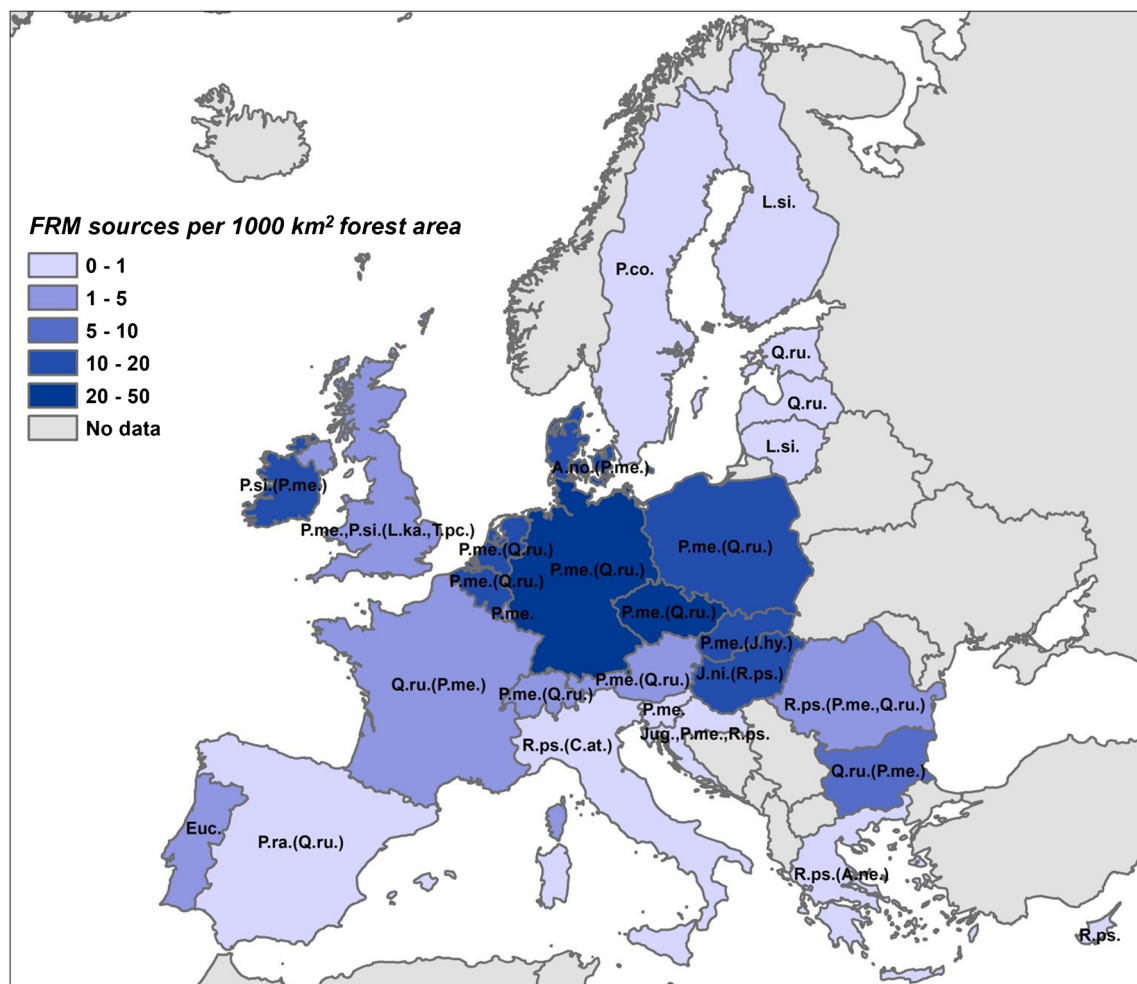 FRM sources per 1000 km² forest area
0 - 1
1 - 5
5 - 10
10 - 20
20 - 50
No data
L.si.
P.co.
Q.ru.
Q.ru.
L.si.
A.no.(P.me.)
P.si.(P.me.)
P.me.,P.si.(L.ka.,T.pc.)
P.me.(Q.ru.)
P.me.(Q.ru.)
P.me.(Q.ru.)
P.me.(Q.ru.)
P.me.
P.me.(Q.ru.)
P.me.(J.hy.)
J.ni.(R.ps.)
P.me.(Q.ru.)
Q.ru.(P.me.)
P.me.(Q.ru.)
P.me.
R.ps.(P.me.,Q.ru.)
Jug.,P.me.,R.ps.
R.ps.(C.at.)
Q.ru.(P.me.)
Euc.
P.ra.(Q.ru.)
R.ps.(A.ne.)
R.ps.